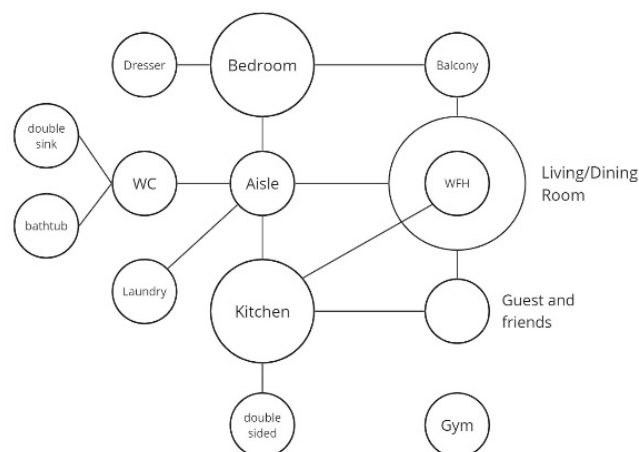 Dresser
Bedroom
Balcony
double
sink
WC
Aisle
WFH
Living/Dining
Room
bathtub
Laundry
Kitchen
Guest and
friends
double
sided
Gym